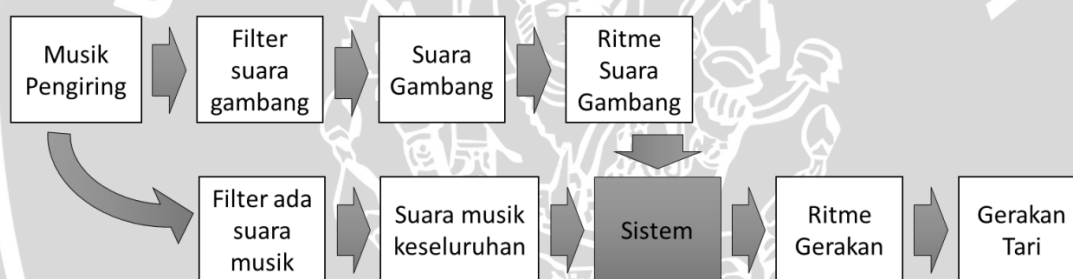 Musik
Pengiring
Filter
suara
gambang
Suara
Gambang
Ritme
Suara
Gambang
Filter ada
suara
musik
Suara musik
keseluruhan
Sistem
Ritme
Gerakan
Gerakan
Tari